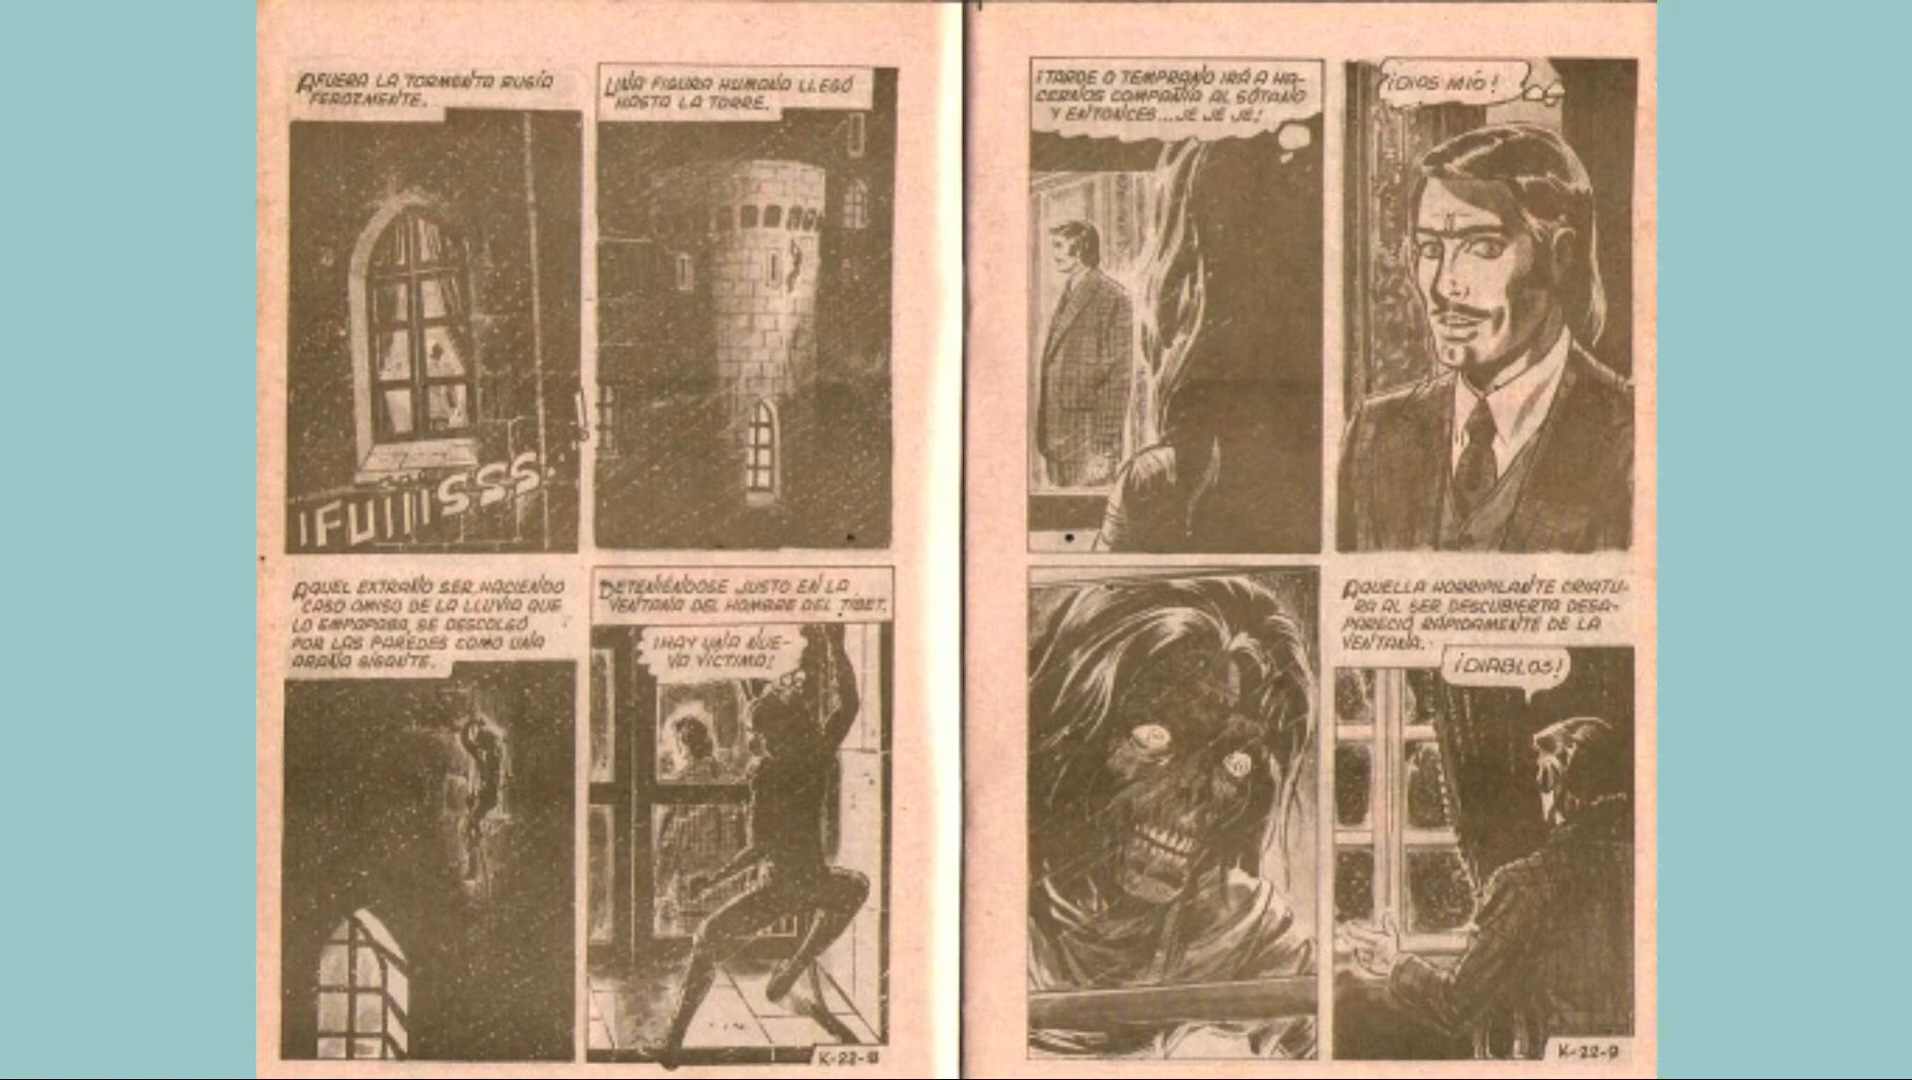 AFUERA LA TORMENTA RUGÍA
FEROZMENTE.
¡FUIIISSS...
UNA FIGURA HUMANA LLEGÓ
HASTA LA TORRE.
AQUEL EXTRAÑO SER HACIENDO
CASO OMISO DE LA LLUVIA QUE
LO EMPAPABA, SE DESCOLGÓ
POR LAS PAREDES COMO UNA
ARAÑA GIGANTE.
DETENIÉNDOSE JUSTO EN LA
VENTANA DEL HOMBRE DEL TIBET.
¡HAY UNA NUE-
VA VÍCTIMA!
K-22-8
¡TARDE O TEMPRANO IRÁ A HA-
CERNOS COMPAÑÍA AL SÓTANO
Y ENTONCES...JE JE JE!
¡DIOS MÍO!
AQUELLA HORRIPILANTE CRIATU-
RA AL SER DESCUBIERTA DESA-
PARECIÓ RÁPIDAMENTE DE LA
VENTANA.
¡DIABLOS!
K-22-9